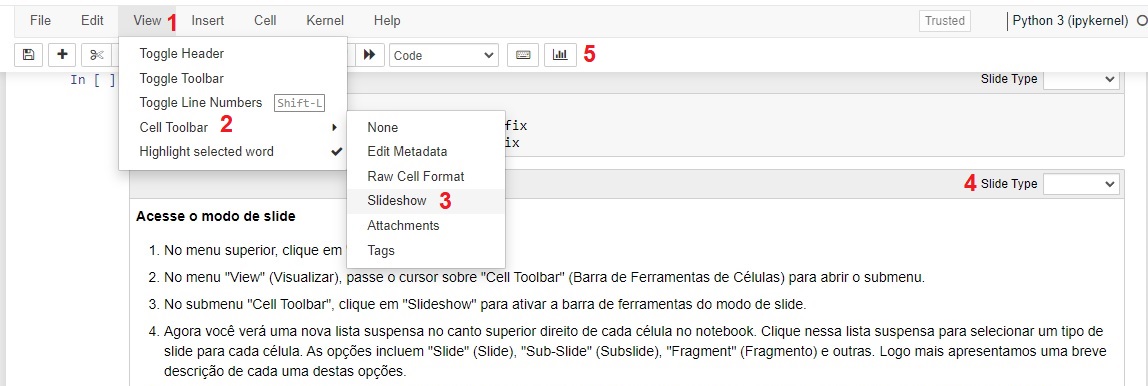 File Edit View 1 Insert Cell Kernel Help Trusted Python 3 (ipykernel)
Code 5
Toggle Header
Toggle Toolbar
Toggle Line Numbers Shift-L
Cell Toolbar 2
Highlight selected word
None
Edit Metadata
Raw Cell Format
Slideshow 3
Attachments
Tags
In [ ] Slide Type
fix
ix
4 Slide Type
Acesse o modo de slide
1. No menu superior, clique em
2. No menu "View" (Visualizar), passe o cursor sobre "Cell Toolbar" (Barra de Ferramentas de Células) para abrir o submenu.
3. No submenu "Cell Toolbar", clique em "Slideshow" para ativar a barra de ferramentas do modo de slide.
4. Agora você verá uma nova lista suspensa no canto superior direito de cada célula no notebook. Clique nessa lista suspensa para selecionar um tipo de
slide para cada célula. As opções incluem "Slide" (Slide), "Sub-Slide" (Subslide), "Fragment" (Fragmento) e outras. Logo mais apresentamos uma breve
descrição de cada uma destas opções.